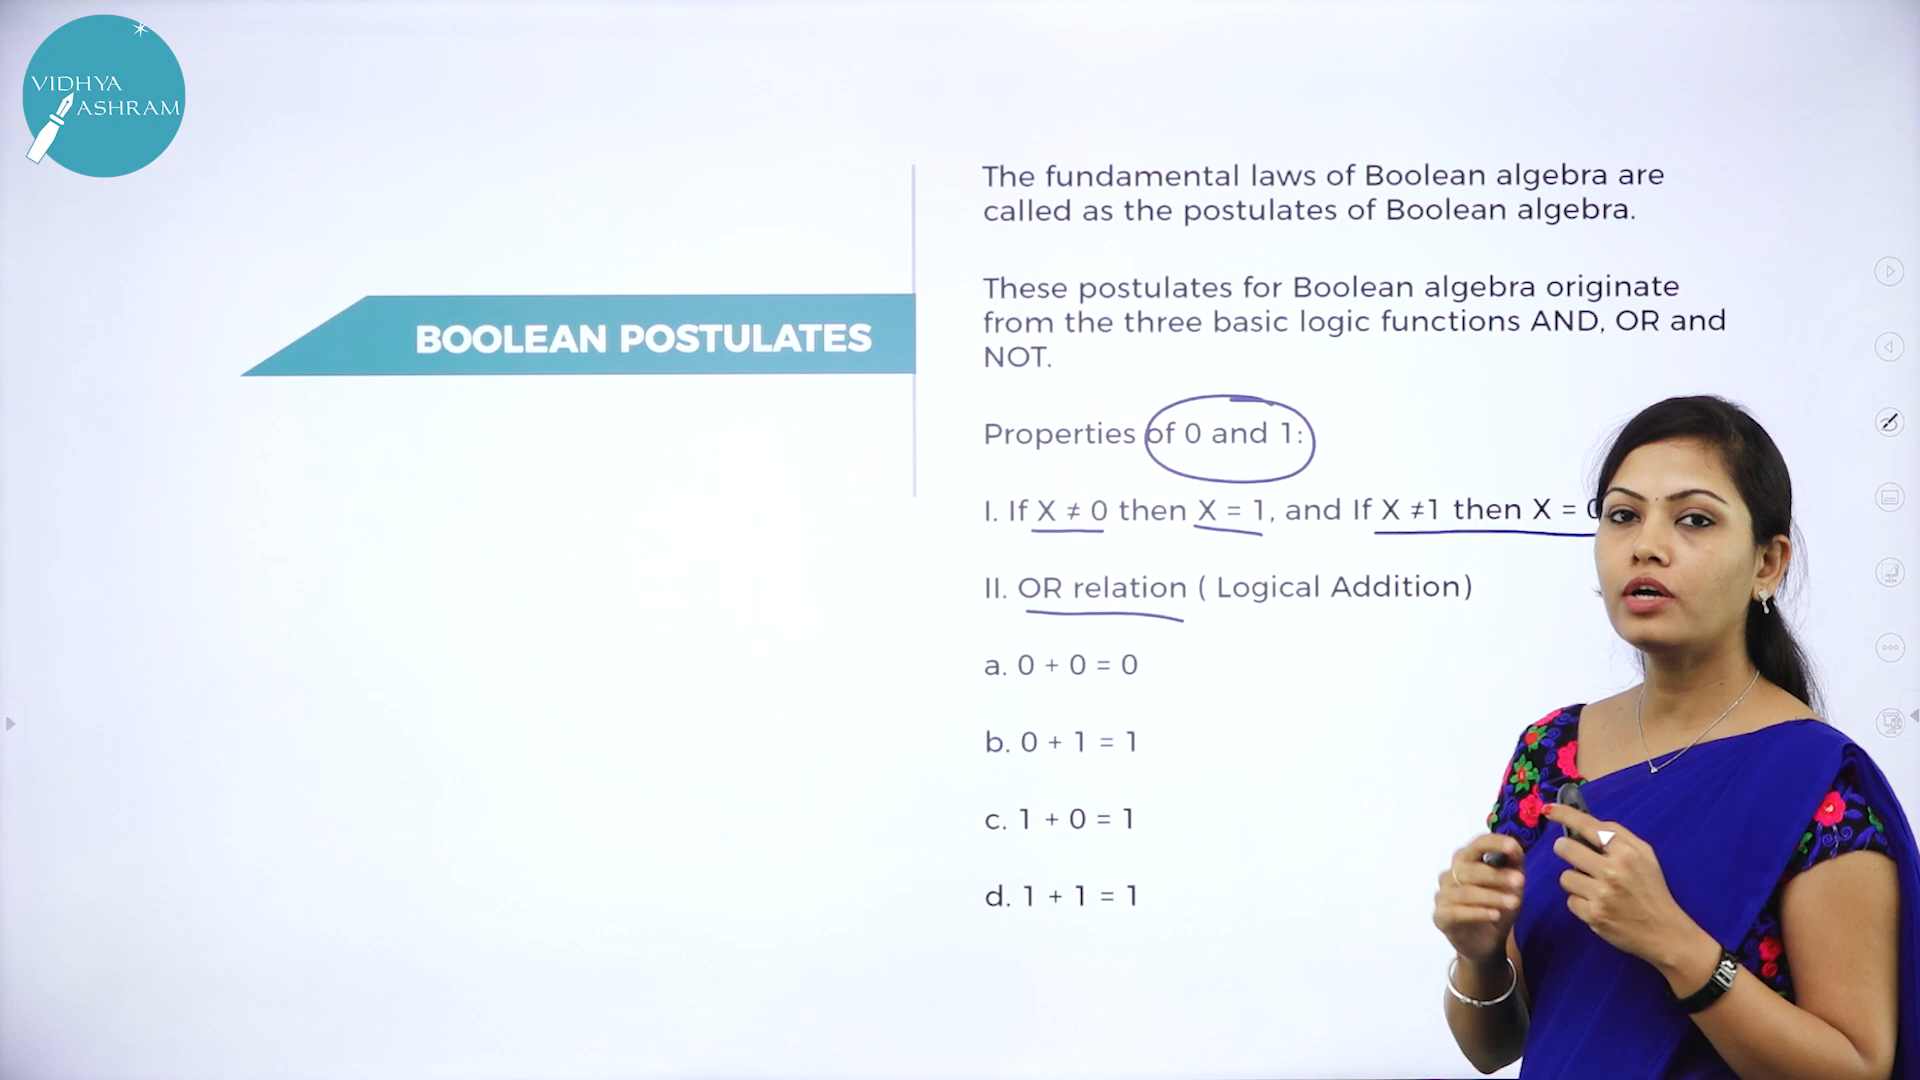 VIDHYA
ASHRAM
The fundamental laws of Boolean algebra are
called as the postulates of Boolean algebra.
These postulates for Boolean algebra originate
from the three basic logic functions AND, OR and
NOT.
BOOLEAN POSTULATES
Properties of 0 and 1:
I. If X ≠ 0 then X = 1, and If X ≠1 then X = 0
II. OR relation ( Logical Addition)
a. 0 + 0 = 0
b. 0 + 1 = 1
c. 1 + 0 = 1
d. 1 + 1 = 1